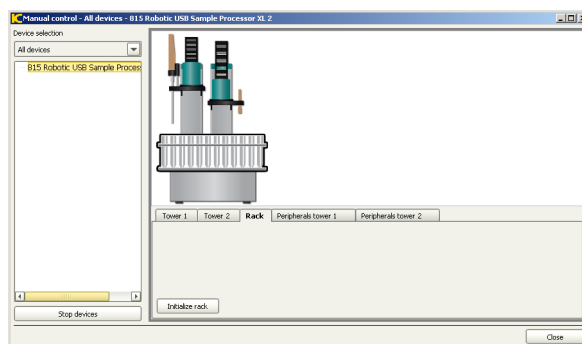 Manual control - All devices - 815 Robotic USB Sample Processor XL 2
Device selection
All devices
815 Robotic USB Sample Proces
Tower 1 Tower 2 Rack Peripherals tower 1 Peripherals tower 2
Initialize rack
Stop devices
Close